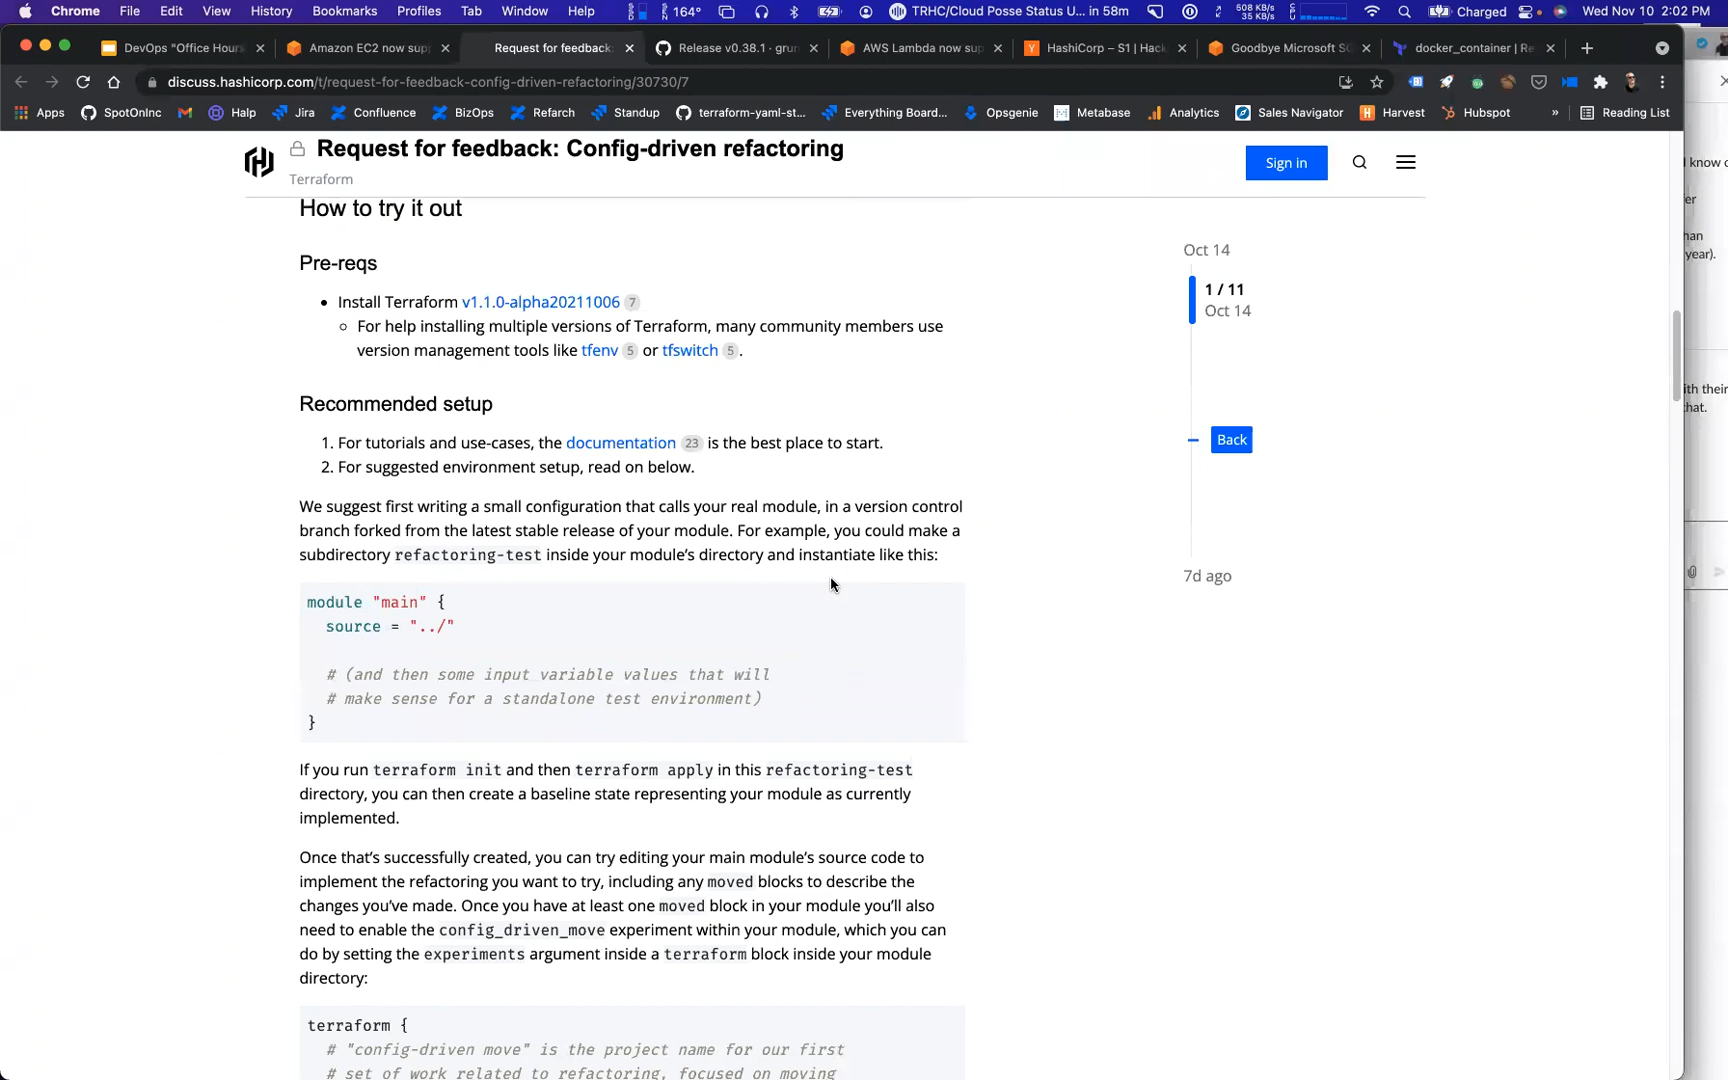 Chrome File Edit View History Bookmarks Profiles Tab Window Help 164° TRHC/Cloud Posse Status U... in 58m 508 KB/s 35 KB/s Charged Wed Nov 10 2:02 PM
DevOps "Office Hours Amazon EC2 now sup Request for feedback: Release v0.38.1 · grun AWS Lambda now sup HashiCorp – S1 | Hack Goodbye Microsoft SQ docker_container | Re
discuss.hashicorp.com/t/request-for-feedback-config-driven-refactoring/30730/7
Apps SpotOnInc Help Jira Confluence BizOps Refarch Standup terraform-yaml-st... Everything Board... Opsgenie Metabase Analytics Sales Navigator Harvest Hubspot » Reading List
Request for feedback: Config-driven refactoring
Terraform
Sign in
How to try it out
Pre-reqs
Install Terraform v1.1.0-alpha20211006 7
For help installing multiple versions of Terraform, many community members use
version management tools like tfenv 5 or tfswitch 5 .
Recommended setup
1. For tutorials and use-cases, the documentation 23 is the best place to start.
2. For suggested environment setup, read on below.
We suggest first writing a small configuration that calls your real module, in a version control
branch forked from the latest stable release of your module. For example, you could make a
subdirectory refactoring-test inside your module's directory and instantiate like this:
module "main" {
source = "../"
# (and then some input variable values that will
# make sense for a standalone test environment)
}
If you run terraform init and then terraform apply in this refactoring-test
directory, you can then create a baseline state representing your module as currently
implemented.
Once that's successfully created, you can try editing your main module's source code to
implement the refactoring you want to try, including any moved blocks to describe the
changes you've made. Once you have at least one moved block in your module you'll also
need to enable the config_driven_move experiment within your module, which you can
do by setting the experiments argument inside a terraform block inside your module
directory:
terraform {
# "config-driven move" is the project name for our first
# set of work related to refactoring, focused on moving
Oct 14
1 / 11
Oct 14
Back
7d ago
know
year).
ith their
that.